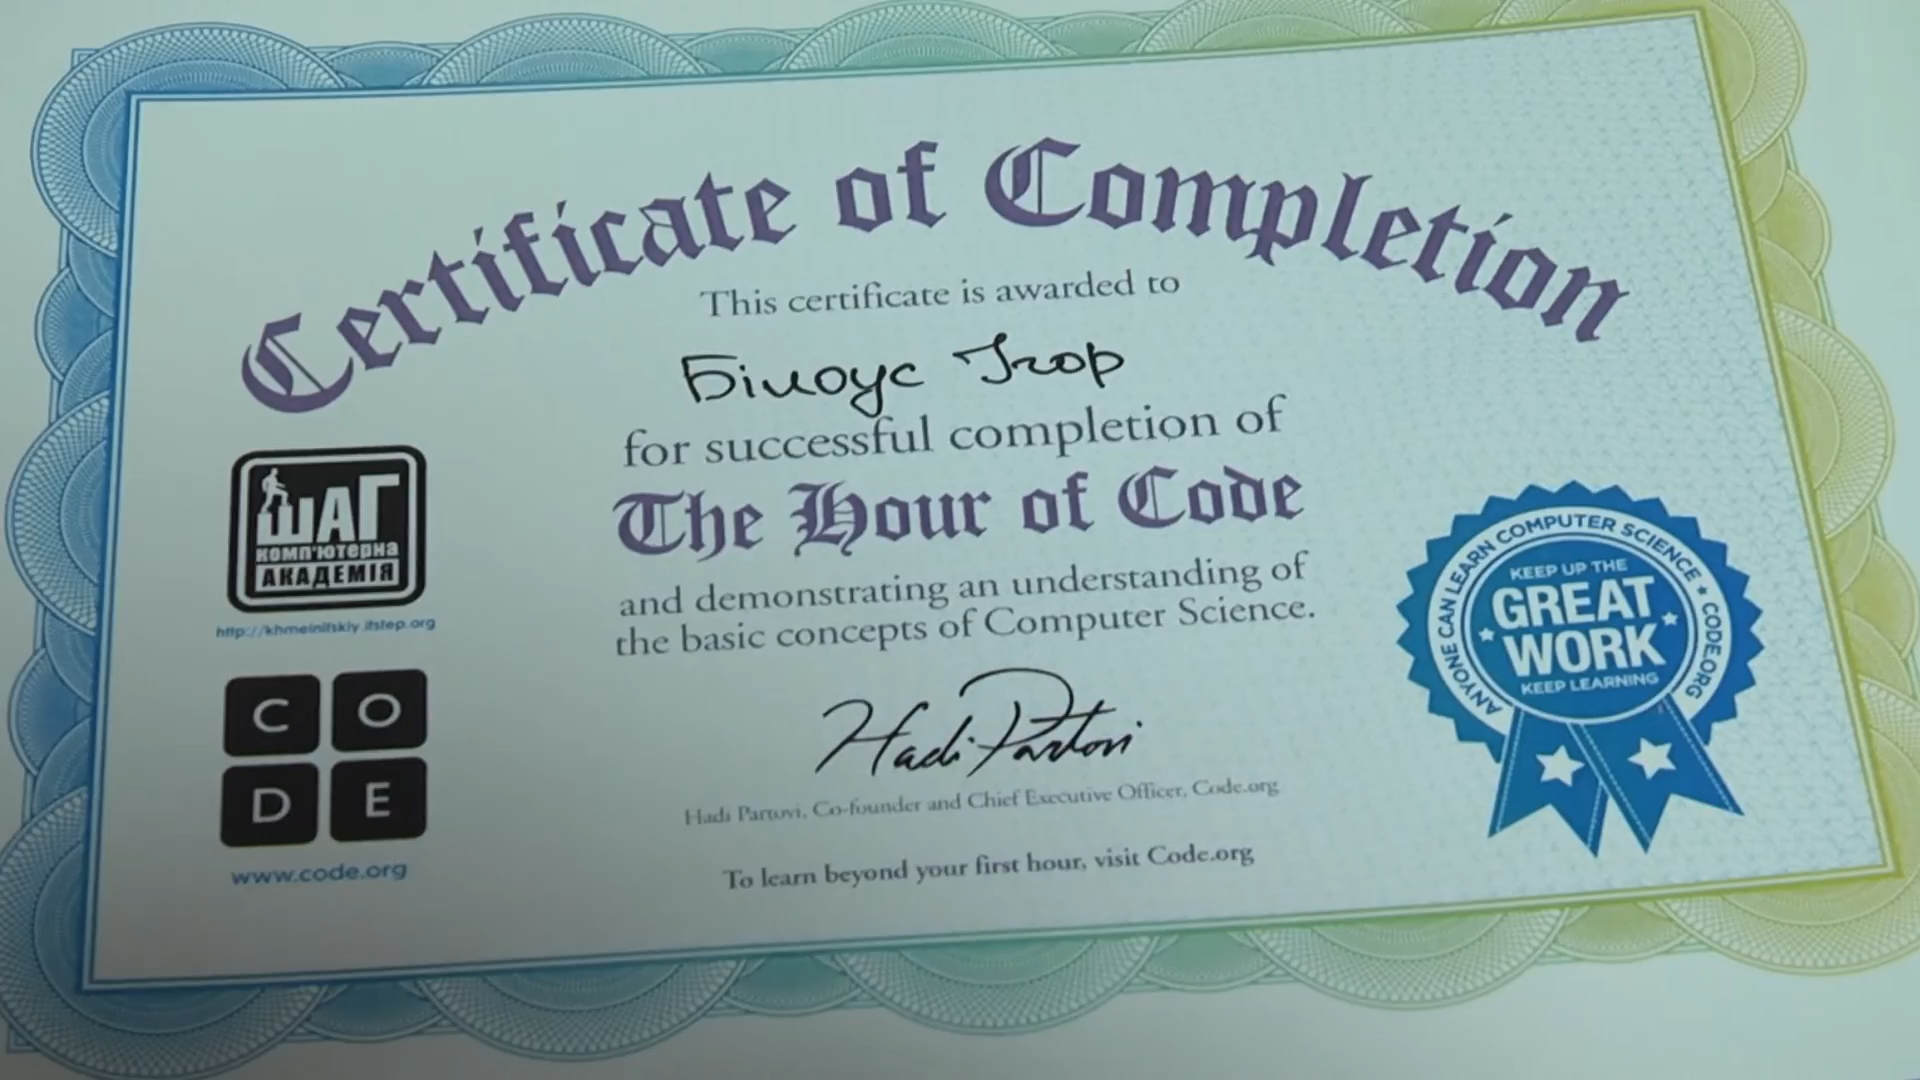 Certificate of Completion
This certificate is awarded to
Білоус Ігор
for successful completion of
The Hour of Code
and demonstrating an understanding of
the basic concepts of Computer Science.
Hadi Partovi
Hadi Partovi, Co-founder and Chief Executive Officer, Code.org
To learn beyond your first hour, visit Code.org
ШАГ
КОМП'ЮТЕРНА
АКАДЕМІЯ
http://khmelnitskiy.itstep.org
C O
D E
www.code.org
ANYONE CAN LEARN COMPUTER SCIENCE ★ CODE.ORG
KEEP UP THE
GREAT
WORK
KEEP LEARNING